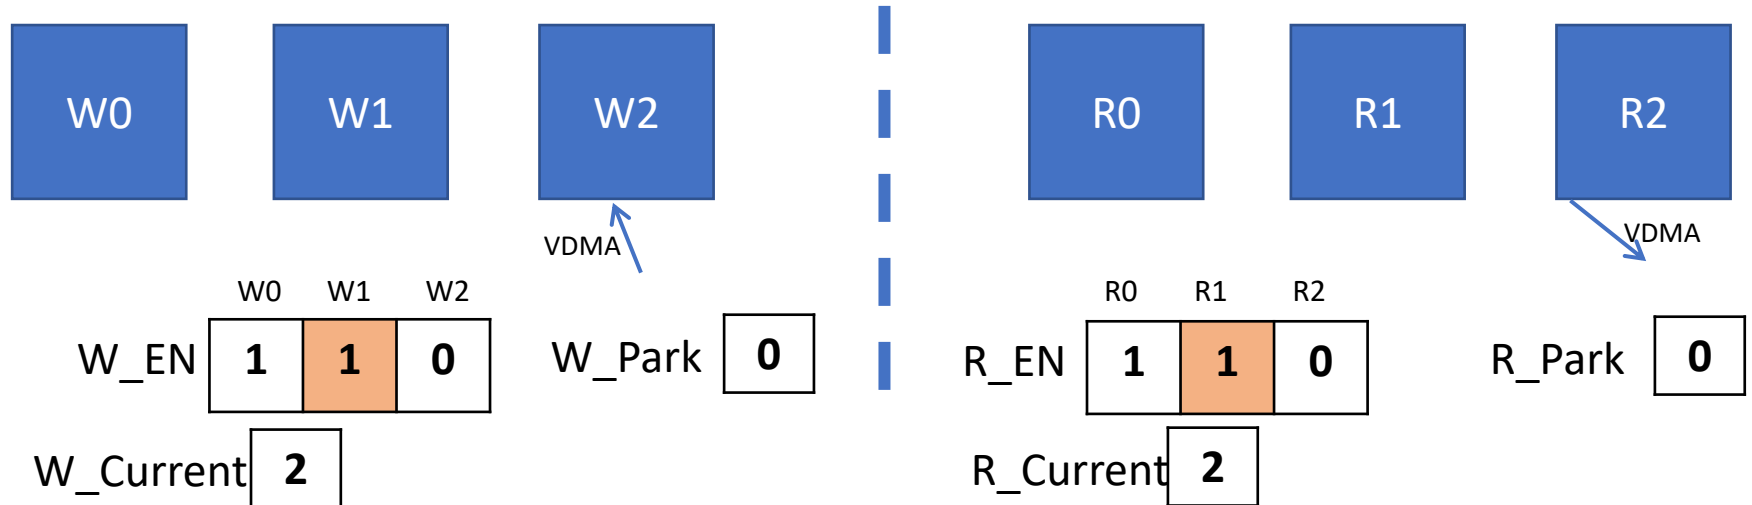 W0 W1 W2 R0 R1 R2
VDMA VDMA
W0 W1 W2 R0 R1 R2
W_EN 1 1 0 W_Park 0 R_EN 1 1 0 R_Park 0
W_Current 2 R_Current 2